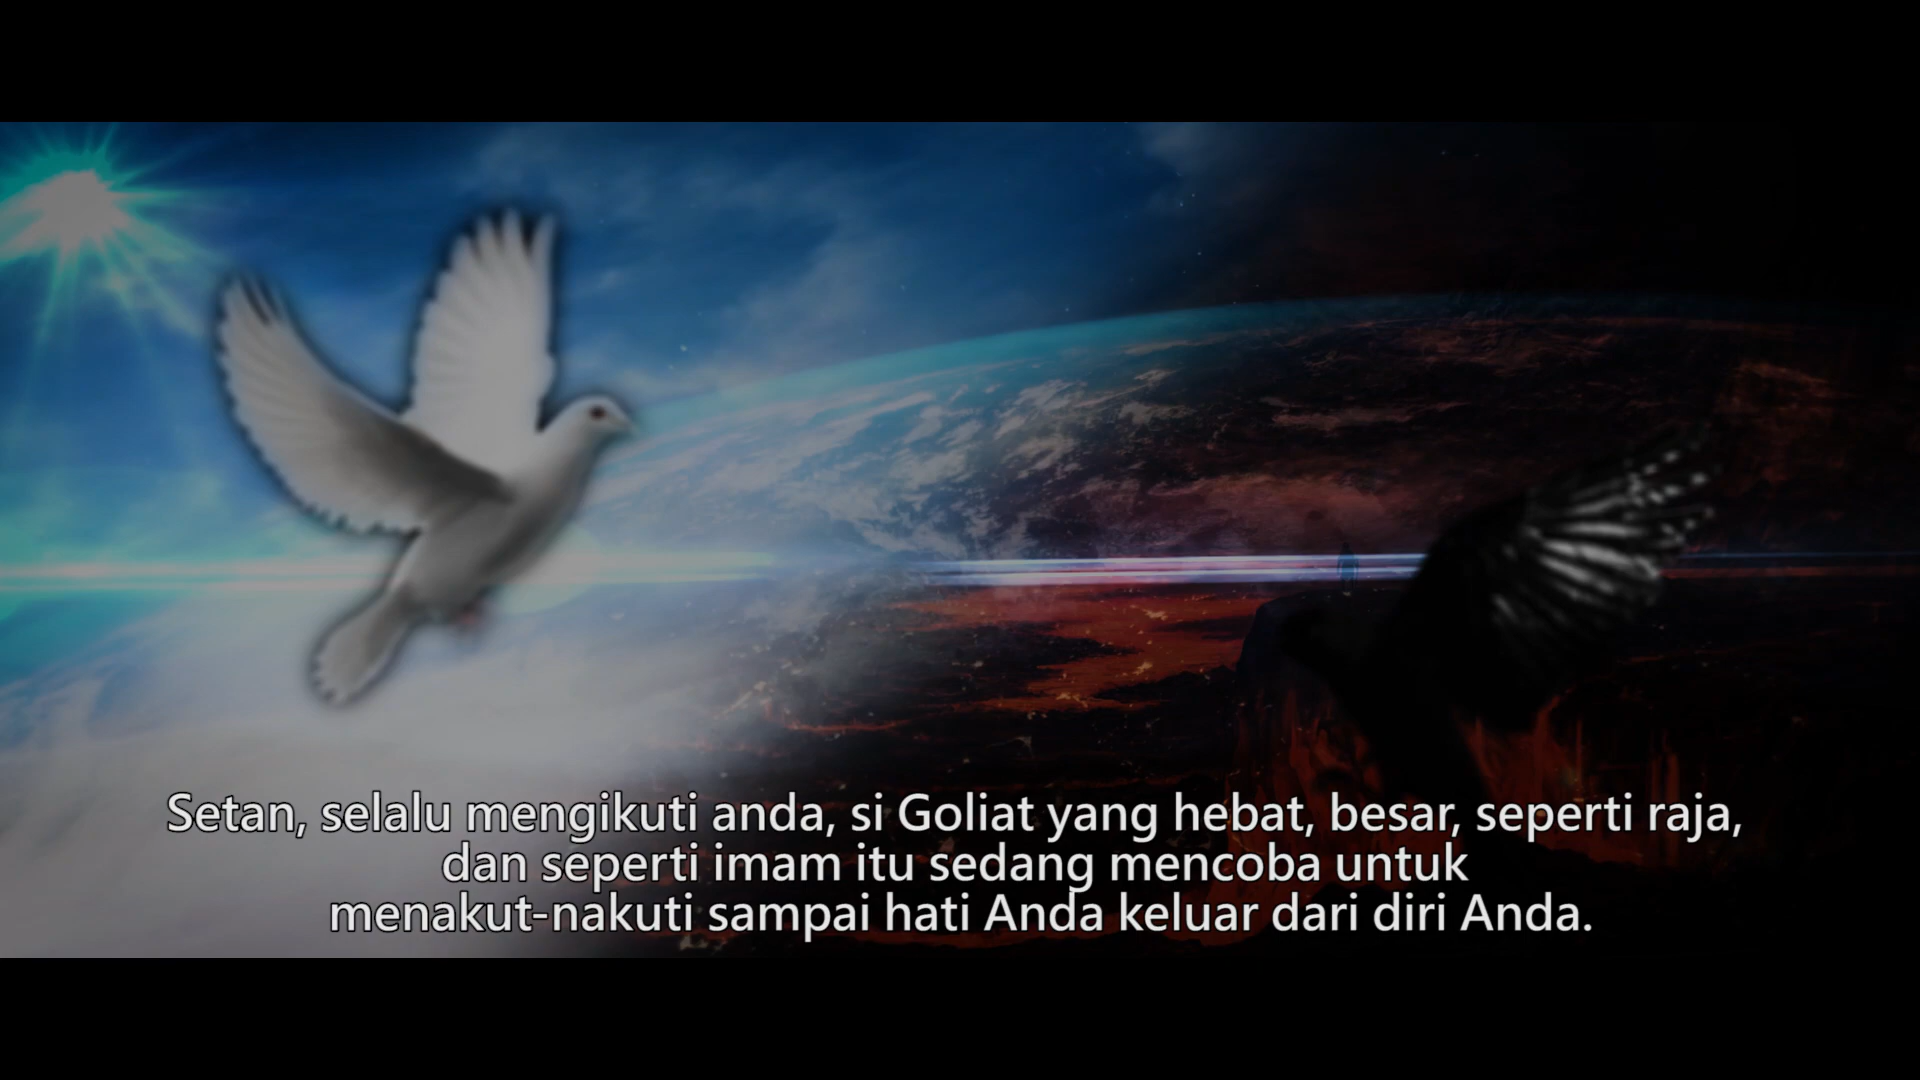 Setan, selalu mengikuti anda, si Goliat yang hebat, besar, seperti raja,
dan seperti imam itu sedang mencoba untuk
menakut-nakuti sampai hati Anda keluar dari diri Anda.